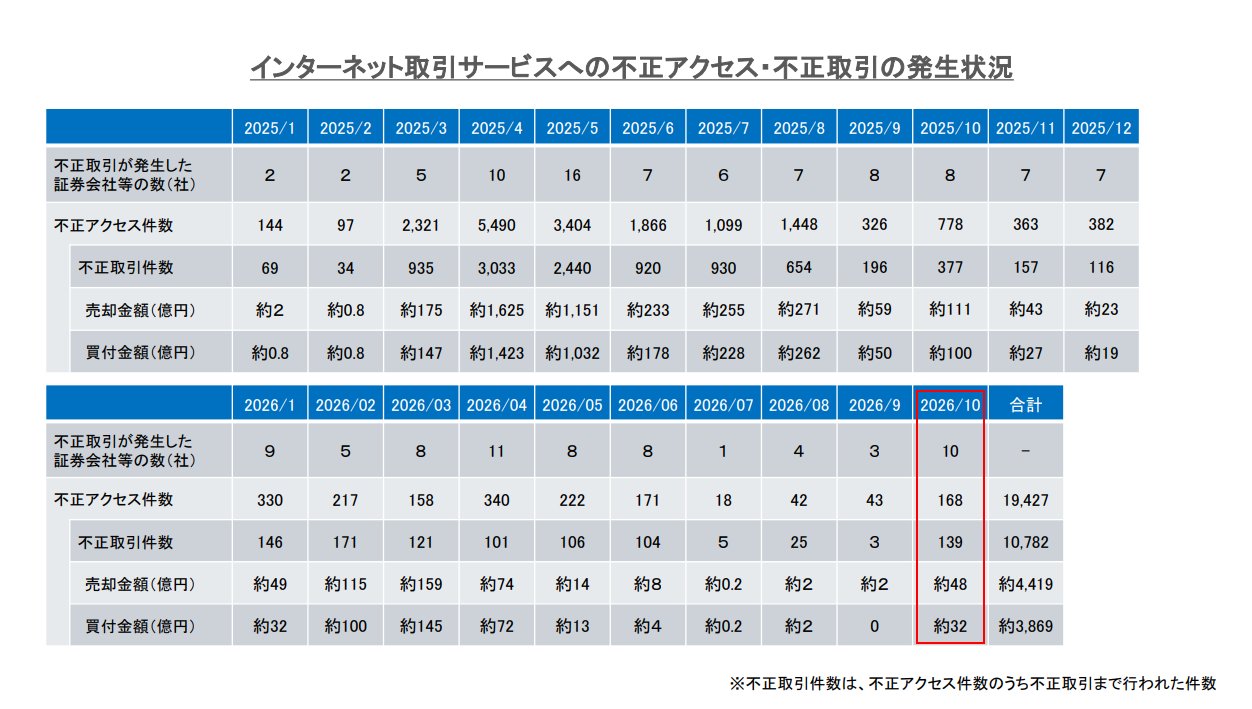 インターネット取引サービスへの不正アクセス・不正取引の発生状況
2025/1 2025/2 2025/3 2025/4 2025/5 2025/6 2025/7 2025/8 2025/9 2025/10 2025/11 2025/12
不正取引が発生した
証券会社等の数(社) 2 2 5 10 16 7 6 7 8 8 7 7
不正アクセス件数 144 97 2,321 5,490 3,404 1,866 1,099 1,448 326 778 363 382
不正取引件数 69 34 935 3,033 2,440 920 930 654 196 377 157 116
売却金額(億円) 約2 約0.8 約175 約1,625 約1,151 約233 約255 約271 約59 約111 約43 約23
買付金額(億円) 約0.8 約0.8 約147 約1,423 約1,032 約178 約228 約262 約50 約100 約27 約19
2026/1 2026/02 2026/03 2026/04 2026/05 2026/06 2026/07 2026/08 2026/9 2026/10 合計
不正取引が発生した
証券会社等の数(社) 9 5 8 11 8 8 1 4 3 10 -
不正アクセス件数 330 217 158 340 222 171 18 42 43 168 19,427
不正取引件数 146 171 121 101 106 104 5 25 3 139 10,782
売却金額(億円) 約49 約115 約159 約74 約14 約8 約0.2 約2 約2 約48 約4,419
買付金額(億円) 約32 約100 約145 約72 約13 約4 約0.2 約2 0 約32 約3,869
※不正取引件数は、不正アクセス件数のうち不正取引まで行われた件数